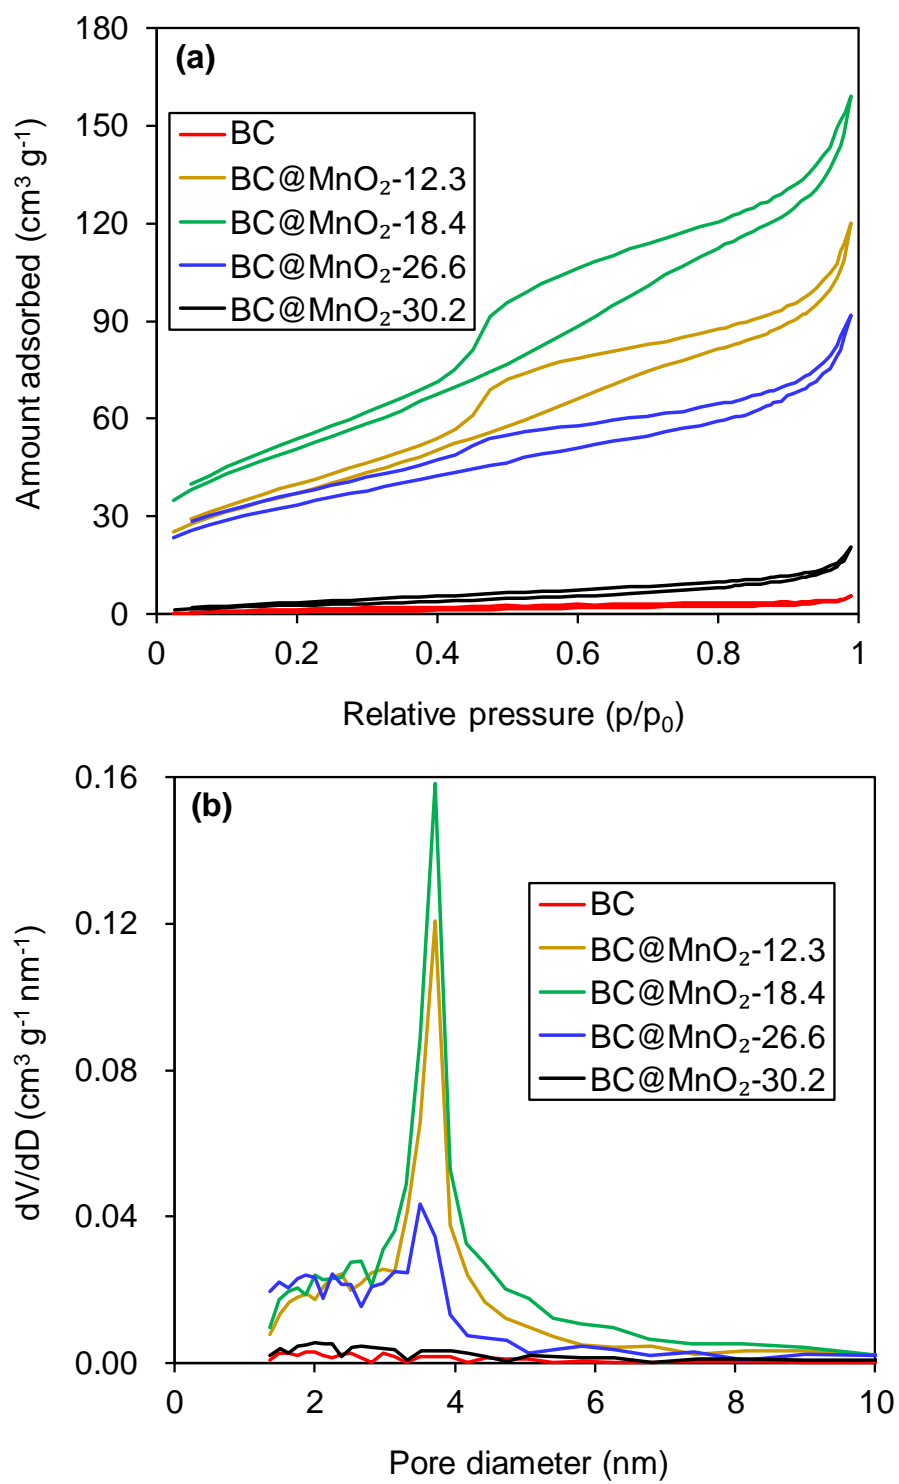 (a)
180
150
120
90
60
30
0
Amount adsorbed (cm³ g⁻¹)
BC
BC@MnO₂-12.3
BC@MnO₂-18.4
BC@MnO₂-26.6
BC@MnO₂-30.2
0 0.2 0.4 0.6 0.8 1
Relative pressure (p/p₀)
(b)
0.16
0.12
0.08
0.04
0.00
dV/dD (cm³ g⁻¹ nm⁻¹)
BC
BC@MnO₂-12.3
BC@MnO₂-18.4
BC@MnO₂-26.6
BC@MnO₂-30.2
0 2 4 6 8 10
Pore diameter (nm)